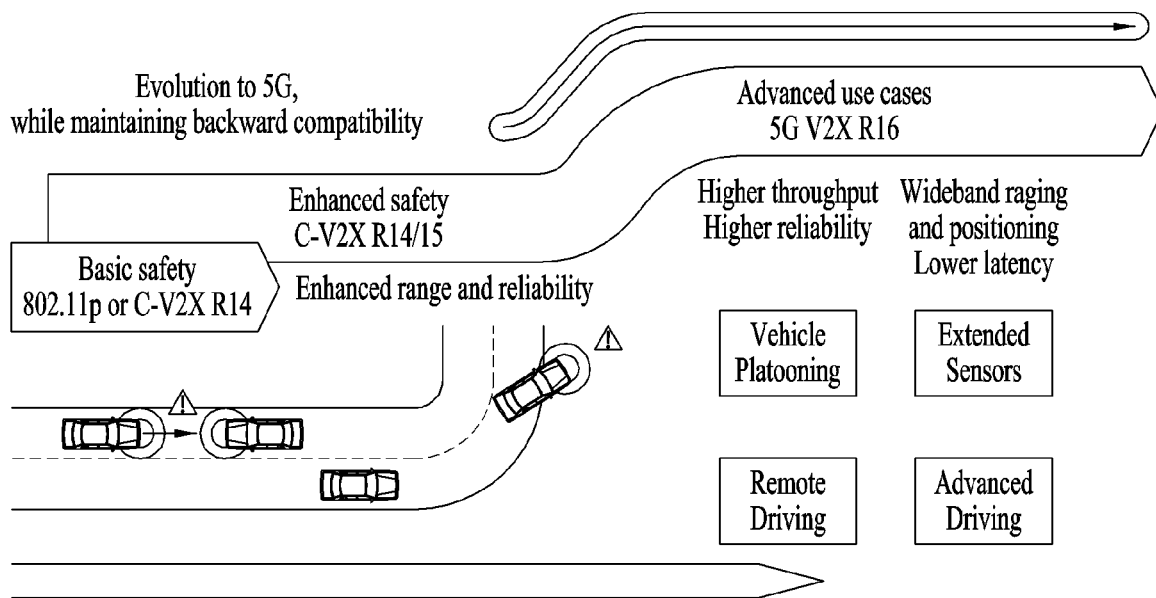 Evolution to 5G,
while maintaining backward compatibility
Advanced use cases
5G V2X R16
Enhanced safety
C-V2X R14/15
Basic safety
802.11p or C-V2X R14
Enhanced range and reliability
Higher throughput
Higher reliability
Wideband raging
and positioning
Lower latency
Vehicle
Platooning
Extended
Sensors
Remote
Driving
Advanced
Driving